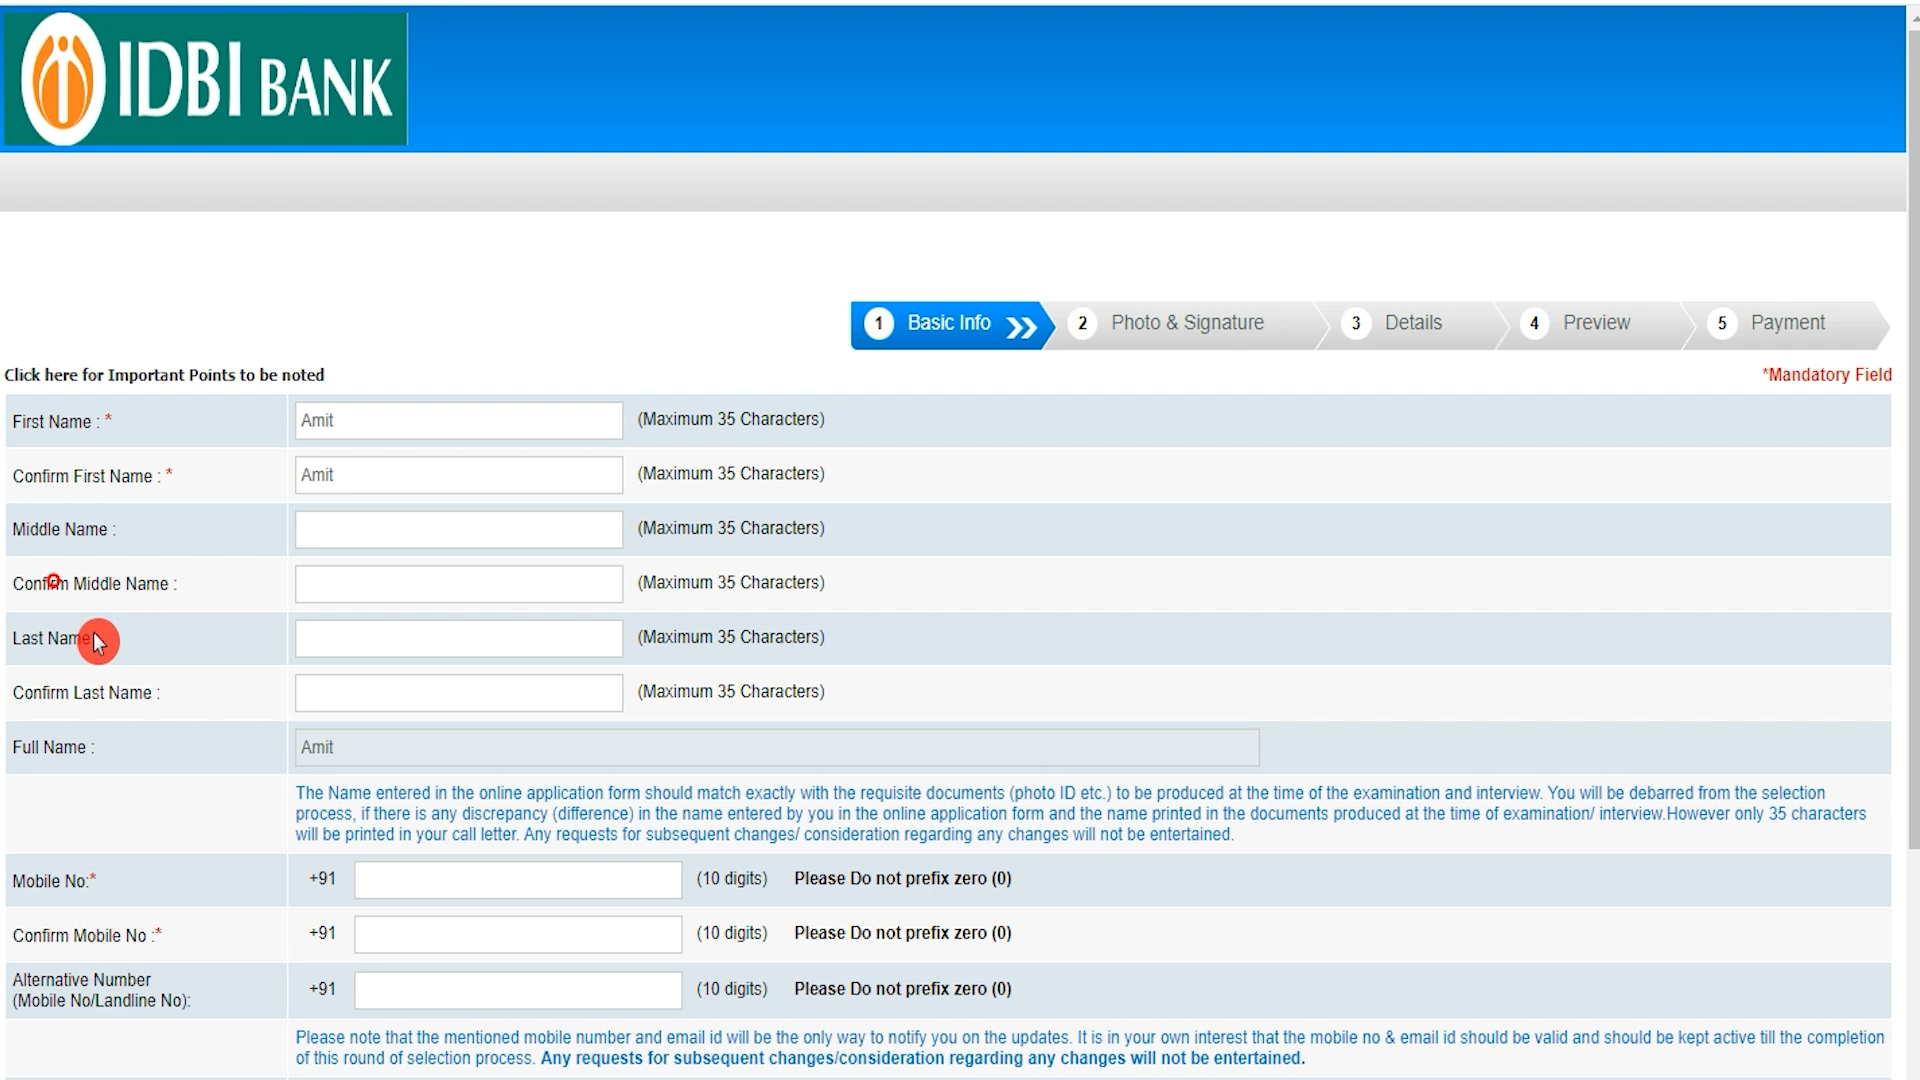 IDBI BANK
1 Basic Info 2 Photo & Signature 3 Details 4 Preview 5 Payment
Click here for Important Points to be noted *Mandatory Field
First Name : * Amit (Maximum 35 Characters)
Confirm First Name : * Amit (Maximum 35 Characters)
Middle Name : (Maximum 35 Characters)
Confirm Middle Name : (Maximum 35 Characters)
Last Name (Maximum 35 Characters)
Confirm Last Name : (Maximum 35 Characters)
Full Name : Amit
The Name entered in the online application form should match exactly with the requisite documents (photo ID etc.) to be produced at the time of the examination and interview. You will be debarred from the selection
process, if there is any discrepancy (difference) in the name entered by you in the online application form and the name printed in the documents produced at the time of examination/ interview.However only 35 characters
will be printed in your call letter. Any requests for subsequent changes/ consideration regarding any changes will not be entertained.
Mobile No:* +91 (10 digits) Please Do not prefix zero (0)
Confirm Mobile No :* +91 (10 digits) Please Do not prefix zero (0)
Alternative Number
(Mobile No/Landline No): +91 (10 digits) Please Do not prefix zero (0)
Please note that the mentioned mobile number and email id will be the only way to notify you on the updates. It is in your own interest that the mobile no & email id should be valid and should be kept active till the completion
of this round of selection process. Any requests for subsequent changes/consideration regarding any changes will not be entertained.